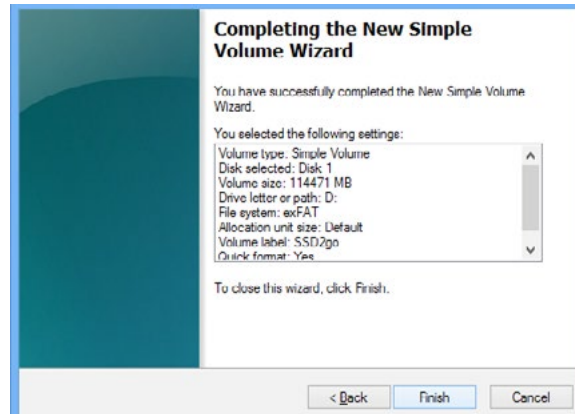 Completing the New Simple
Volume Wizard
You have successfully completed the New Simple Volume
Wizard.
You selected the following settings:
Volume type: Simple Volume
Disk selected: Disk 1
Volume size: 114471 MB
Drive letter or path: D:
File system: exFAT
Allocation unit size: Default
Volume label: SSD2go
Quick format: Yes
To close this wizard, click Finish.
< Back
Finish
Cancel